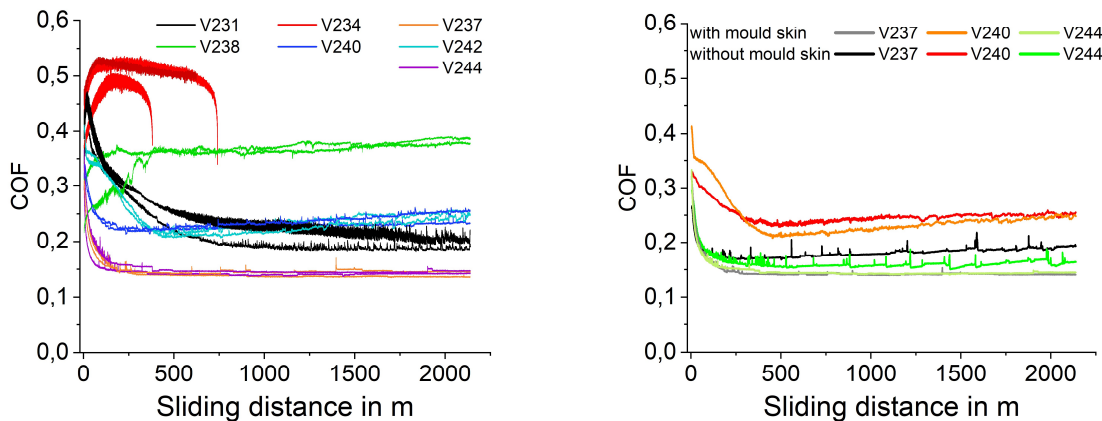 V231 V234 V237
V238 V240 V242
V244
0,6
0,5
0,4
0,3
0,2
0,1
0,0
COF
0 500 1000 1500 2000
Sliding distance in m
with mould skin V237 V240 V244
without mould skin V237 V240 V244
0,6
0,5
0,4
0,3
0,2
0,1
0,0
COF
0 500 1000 1500 2000
Sliding distance in m